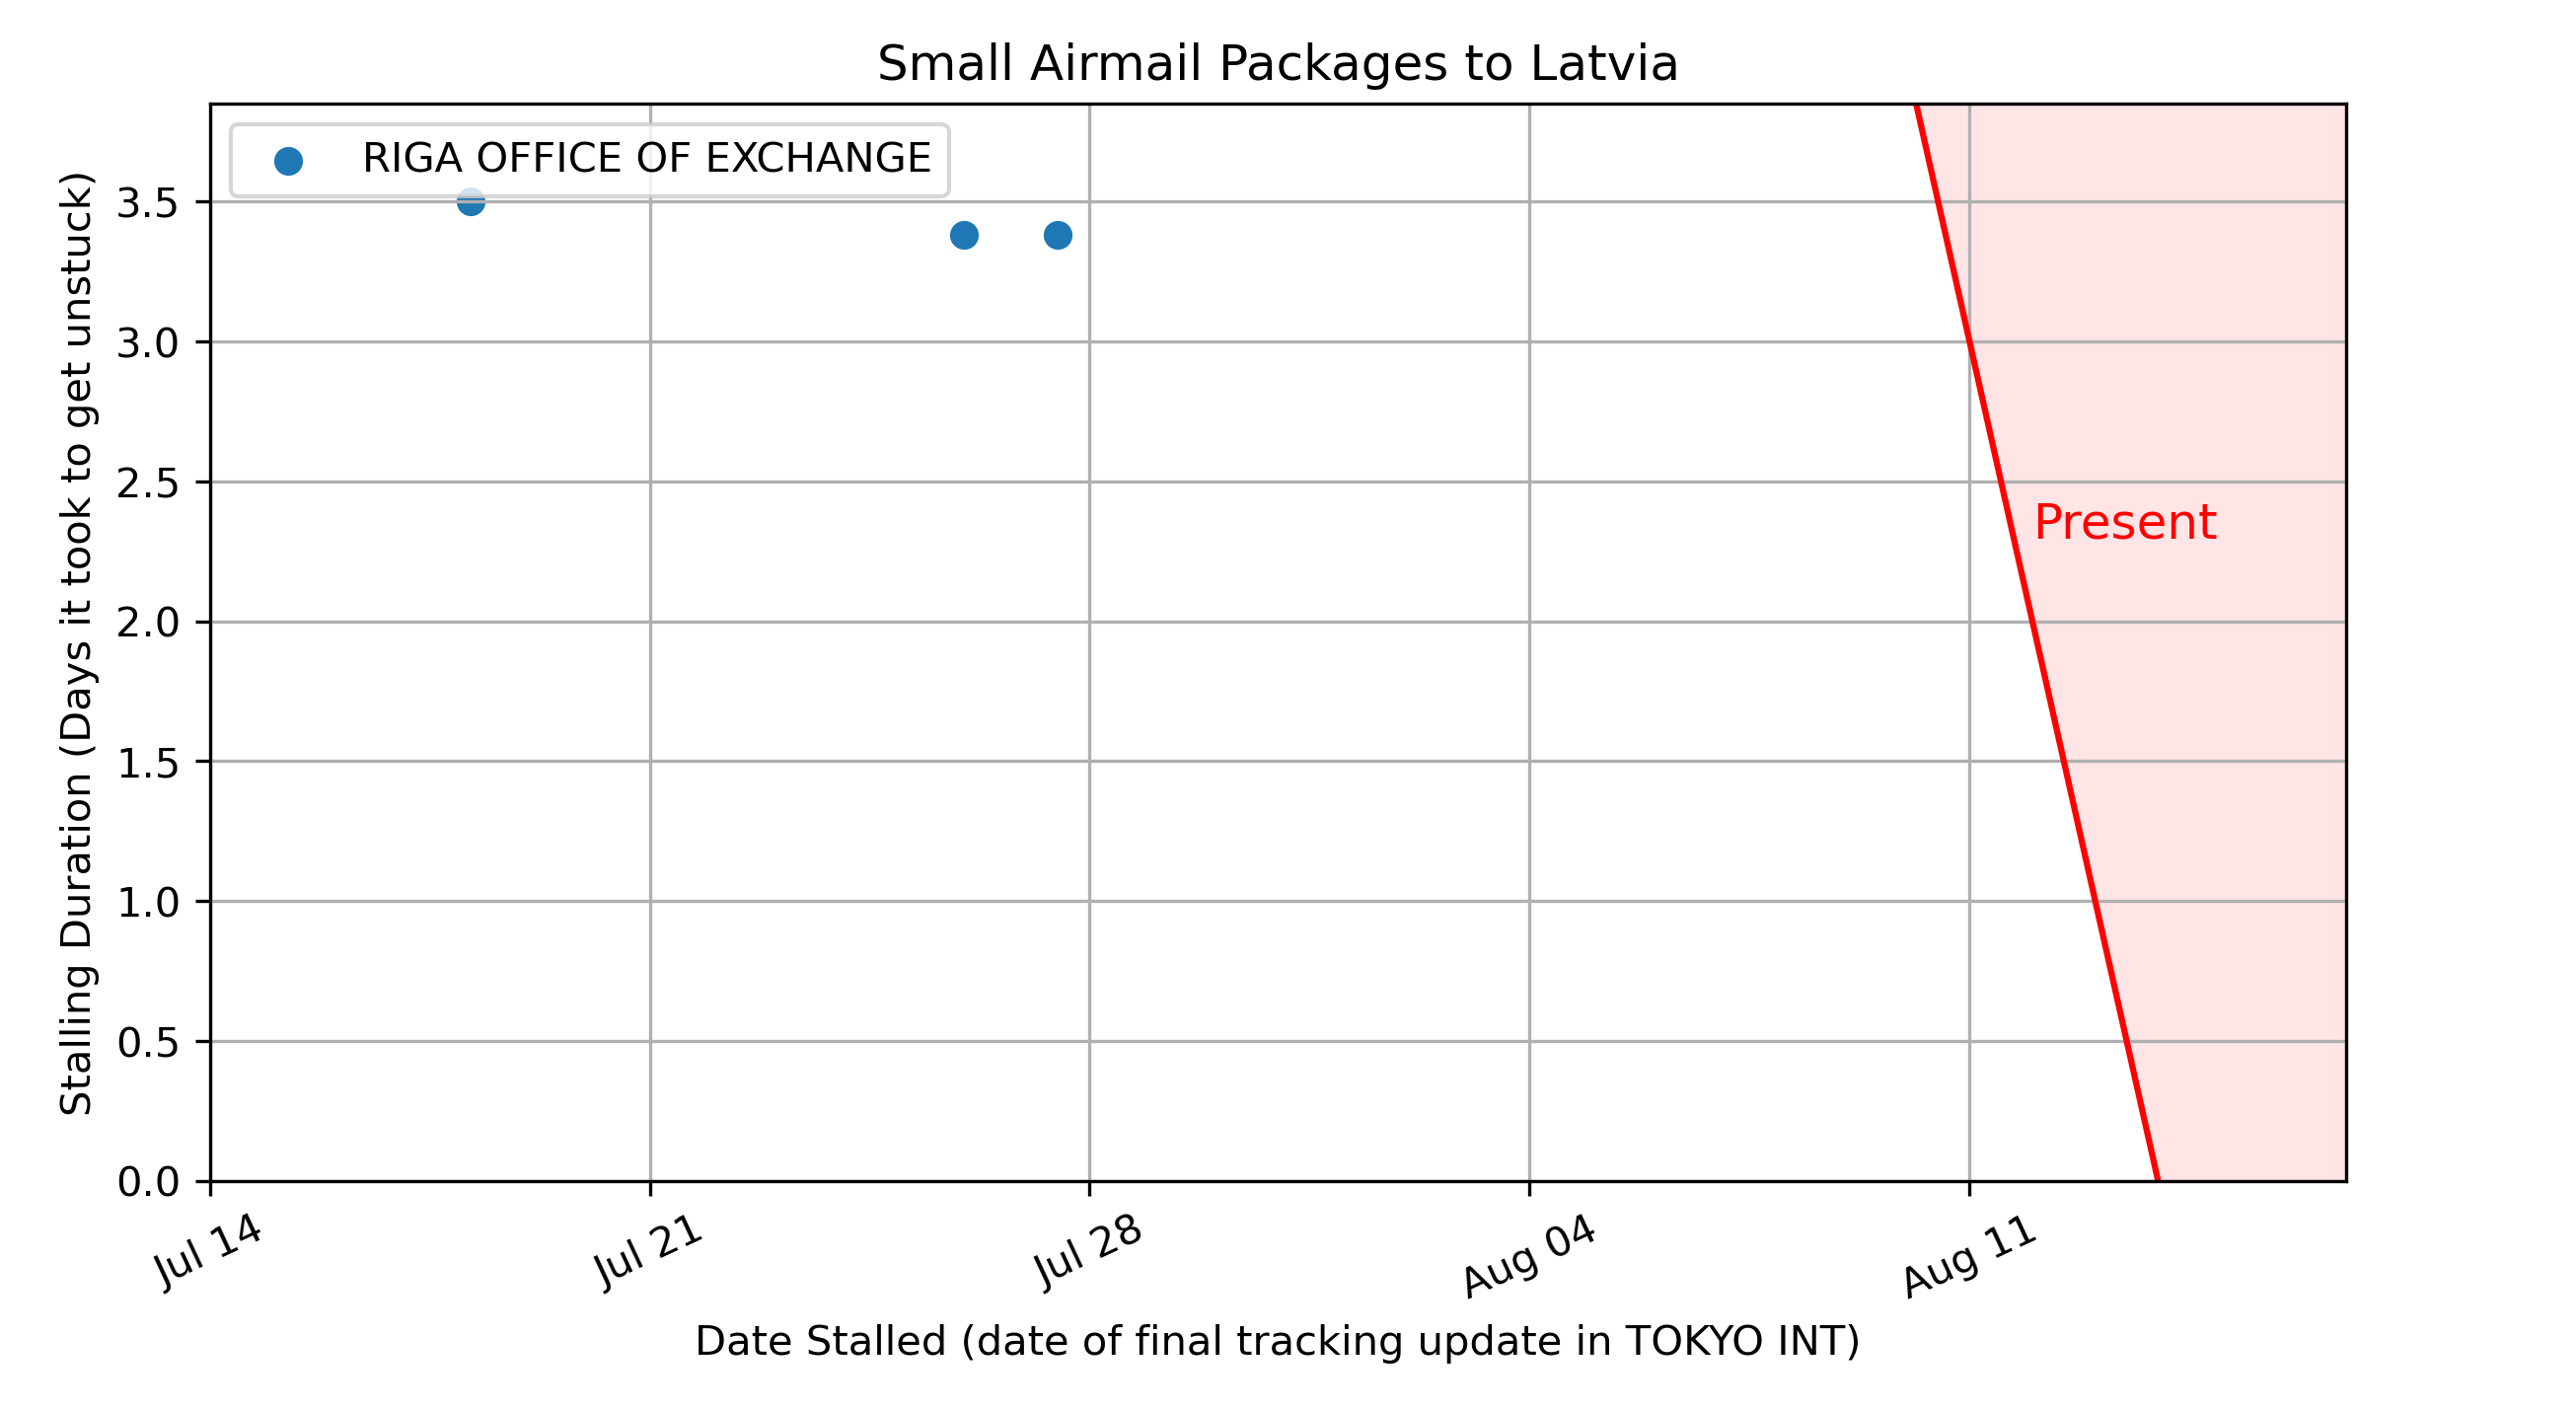 Small Airmail Packages to Latvia
RIGA OFFICE OF EXCHANGE
Stalling Duration (Days it took to get unstuck)
3.5
3.0
2.5
2.0
1.5
1.0
0.5
0.0
Present
Jul 14
Jul 21
Jul 28
Aug 04
Aug 11
Date Stalled (date of final tracking update in TOKYO INT)